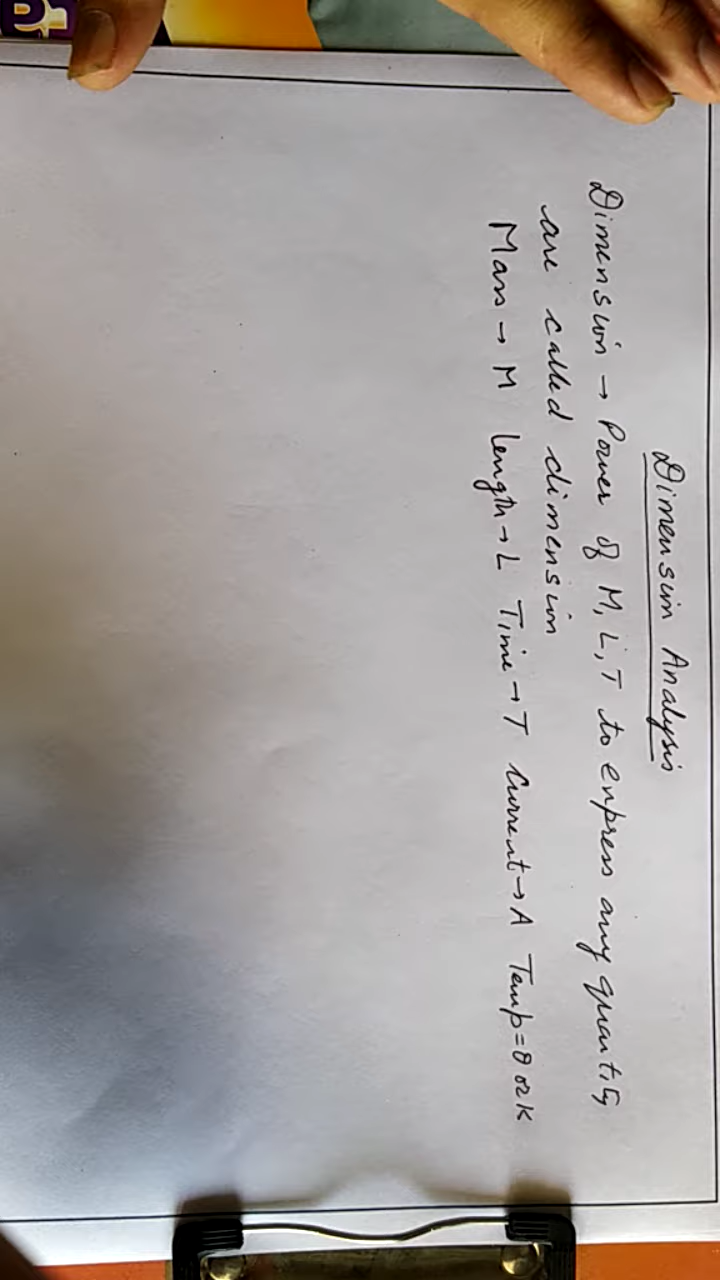 Dimension Analysis
Dimension → Power of M, L, T to express any quantity
are called dimension
Mass → M Length → L Time → T Current → A Temp = θ or K